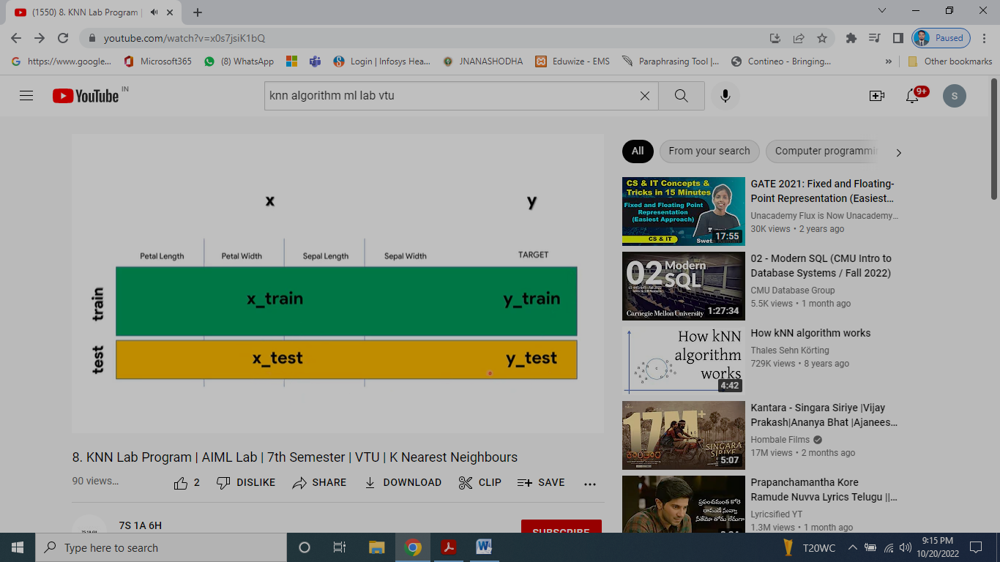 (1550) 8. KNN Lab Program |
youtube.com/watch?v=x0s7jsiK1bQ
Paused
https://www.google...
Microsoft365
(8) WhatsApp
Login | Infosys Hea...
JNANASHODHA
Eduwize - EMS
Paraphrasing Tool |...
Contineo - Bringing...
»
Other bookmarks
YouTube IN
knn algorithm ml lab vtu
9+
S
x y
Petal Length Petal Width Sepal Length Sepal Width TARGET
train
x_train y_train
test
x_test y_test
8. KNN Lab Program | AIML Lab | 7th Semester | VTU | K Nearest Neighbours
90 views...
2 DISLIKE SHARE DOWNLOAD CLIP SAVE ...
7S 1A 6H
7S 1A 6H
SUBSCRIBE
All From your search Computer programmi
CS & IT Concepts &
Tricks in 15 Minutes
Fixed and Floating Point
Representation
(Easiest Approach)
CS & IT
17:55
GATE 2021: Fixed and Floating-
Point Representation (Easiest...
Unacademy Flux is Now Unacademy...
30K views • 2 years ago
02 Modern
SQL
Carnegie Mellon University
1:27:34
02 - Modern SQL (CMU Intro to
Database Systems / Fall 2022)
CMU Database Group
5.5K views • 1 month ago
How kNN
algorithm
works
4:42
How kNN algorithm works
Thales Sehn Körting
729K views • 8 years ago
17M+
SINGARA
SIRIYE
5:07
Kantara - Singara Siriye |Vijay
Prakash|Ananya Bhat |Ajanees...
Hombale Films
17M views • 2 months ago
Prapanchamantha Kore
Ramude Nuvva Lyrics Telugu ||...
Lyricsified YT
1.3M views • 1 month ago
Type here to search
T20WC
9:15 PM
10/20/2022